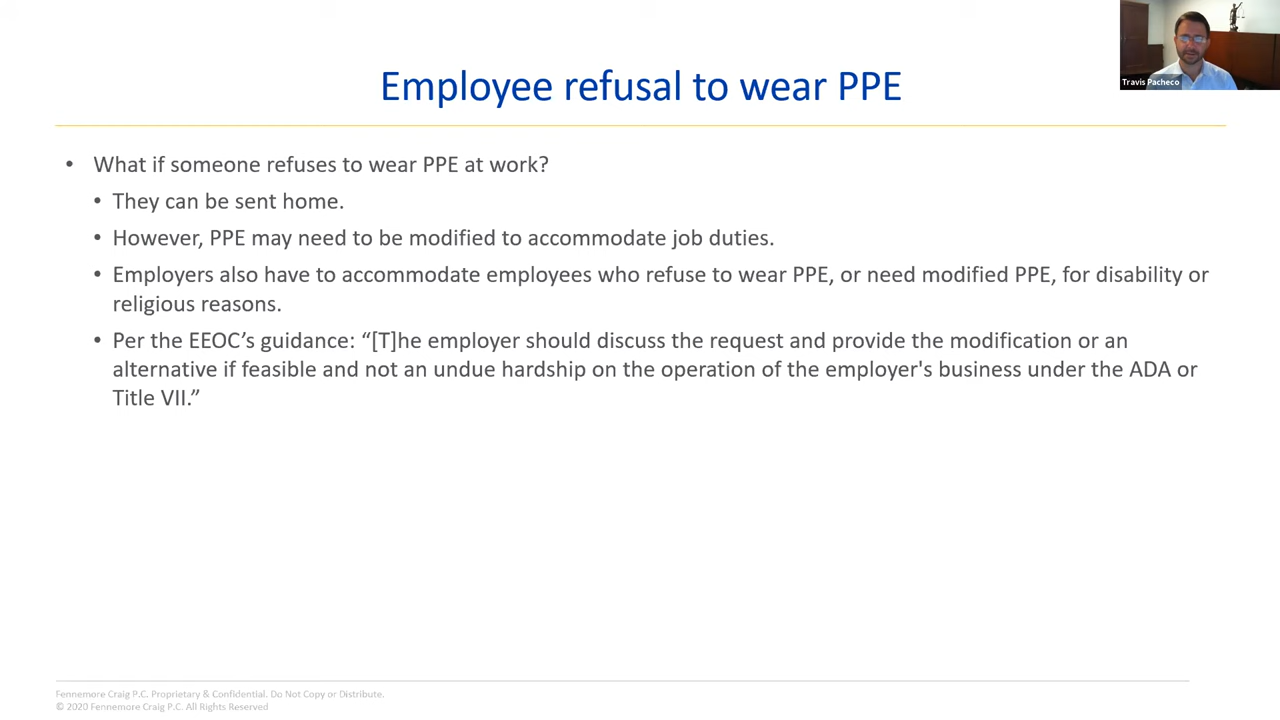 Travis Pacheco
Employee refusal to wear PPE
• What if someone refuses to wear PPE at work?
• They can be sent home.
• However, PPE may need to be modified to accommodate job duties.
• Employers also have to accommodate employees who refuse to wear PPE, or need modified PPE, for disability or
religious reasons.
• Per the EEOC’s guidance: “[T]he employer should discuss the request and provide the modification or an
alternative if feasible and not an undue hardship on the operation of the employer's business under the ADA or
Title VII.”
Fennemore Craig P.C. Proprietary & Confidential. Do Not Copy or Distribute.
© 2020 Fennemore Craig P.C. All Rights Reserved